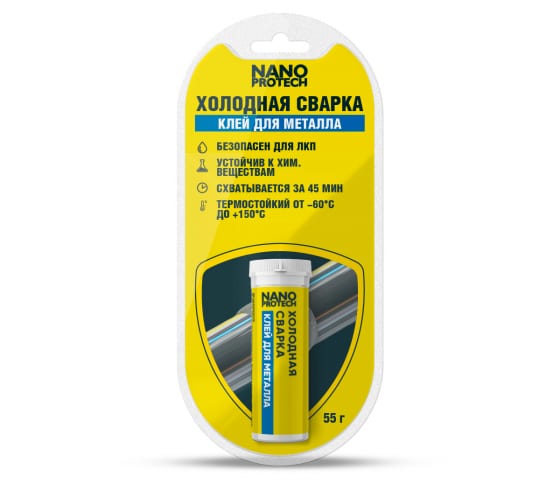 NANO
PROTECH
ХОЛОДНАЯ СВАРКА
КЛЕЙ ДЛЯ МЕТАЛЛА
БЕЗОПАСЕН ДЛЯ ЛКП
УСТОЙЧИВ К ХИМ.
ВЕЩЕСТВАМ
СХВАТЫВАЕТСЯ ЗА 45 МИН
ТЕРМОСТОЙКИЙ ОТ –60°С
ДО +150°С
NANO
PROTECH
ХОЛОДНАЯ
СВАРКА
КЛЕЙ ДЛЯ МЕТАЛЛА
55 г